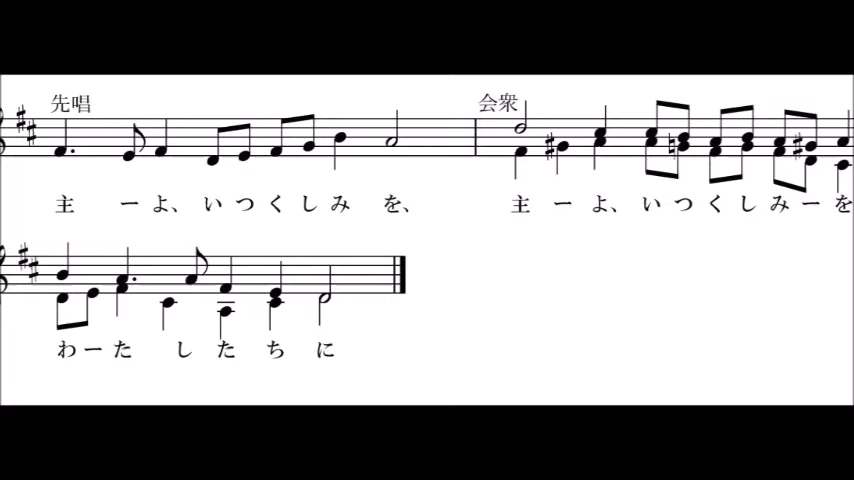 先唱 会衆
主 ーよ、いつくしみ を、 主 ー よ、いつくしみーを
わーた したちに